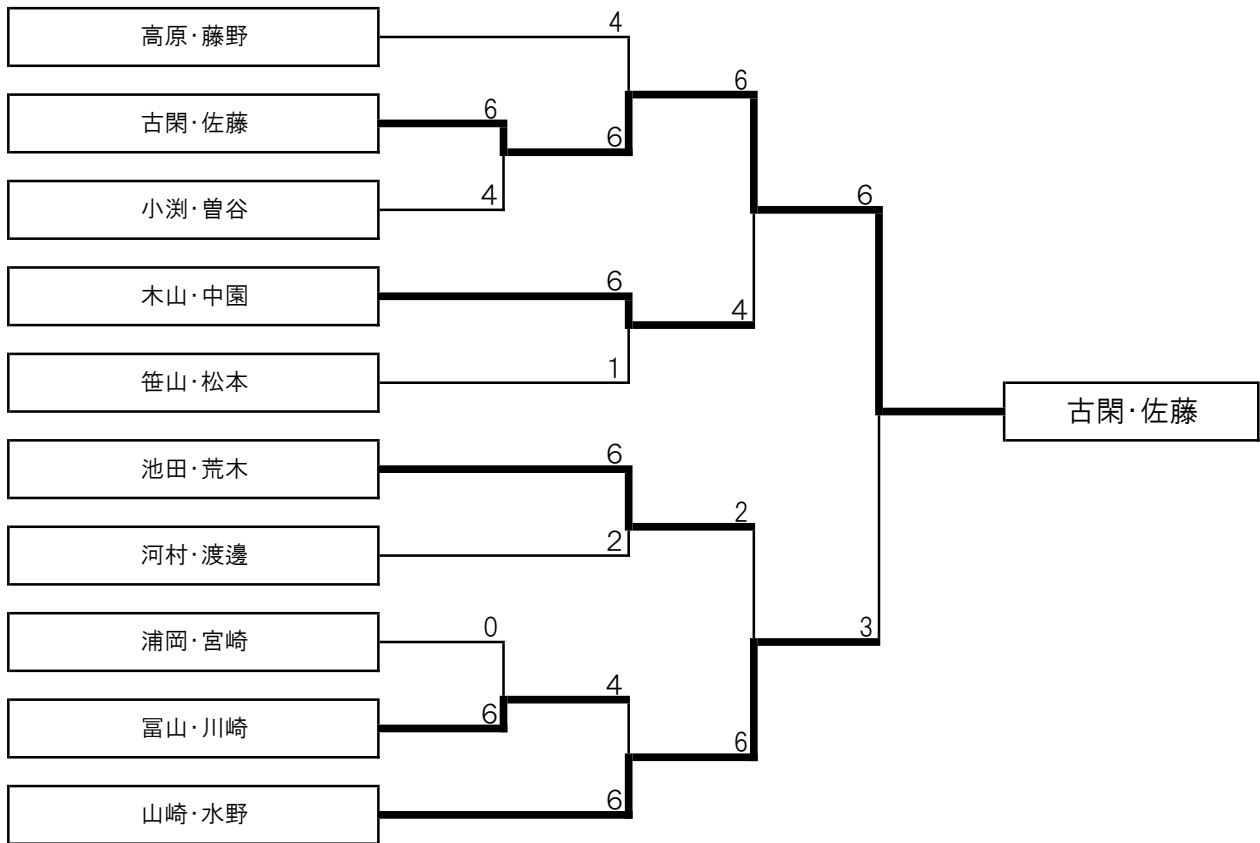 高原・藤野
4
6
古閑・佐藤
6
6
小渕・曽谷
4
6
木山・中園
6
4
笹山・松本
1
古閑・佐藤
池田・荒木
6
2
河村・渡邊
2
浦岡・宮崎
0
3
冨山・川崎
6
4
6
山崎・水野
6